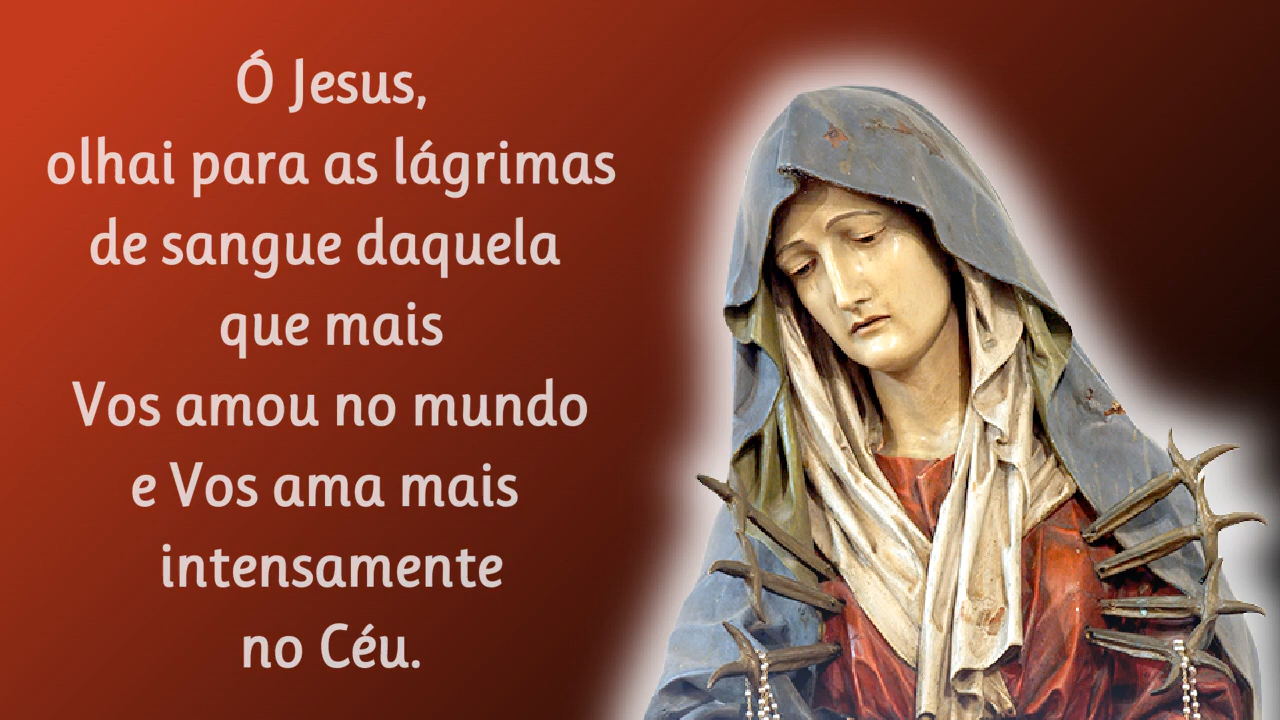 Ó Jesus,
olhai para as lágrimas
de sangue daquela
que mais
Vos amou no mundo
e Vos ama mais
intensamente
no Céu.